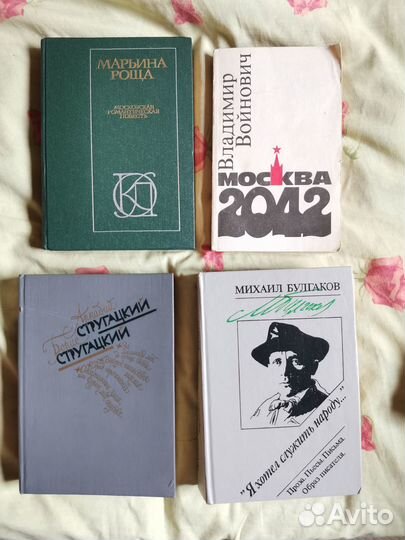 МАРЬИНА
РОЩА
МОСКОВСКАЯ
РОМАНТИЧЕСКАЯ
ПОВЕСТЬ
Владимир
Войнович
МОСКВА
2042
Аркадий
СТРУГАЦКИЙ
Борис
СТРУГАЦКИЙ
МИХАИЛ БУЛГАКОВ
"Я хотел служить народу..."
Проза. Пьесы. Письма.
Образ писателя.
Avito